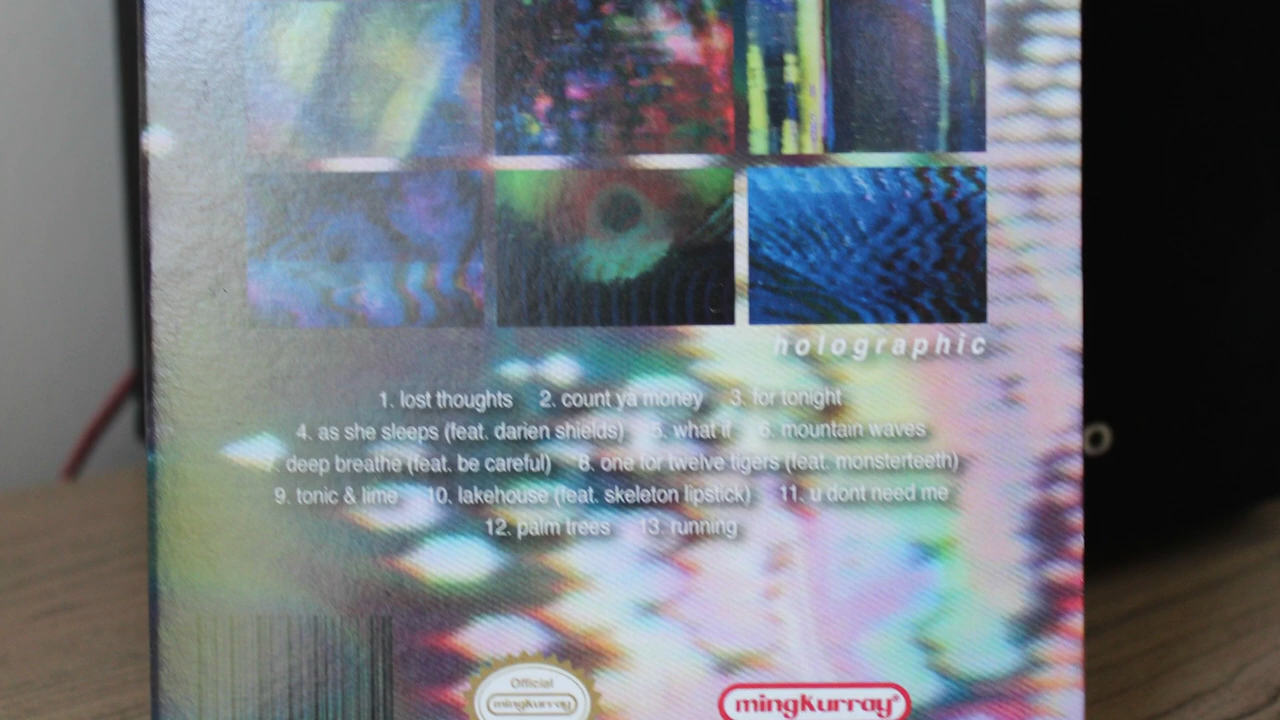 holographic
1. lost thoughts 2. count ya money 3. for tonight
4. as she sleeps (feat. darien shields) 5. what if 6. mountain waves
7. deep breathe (feat. be careful) 8. one for twelve tigers (feat. monsterteeth)
9. tonic & lime 10. lakehouse (feat. skeleton lipstick) 11. u dont need me
12. palm trees 13. running
Official
mingKurray
mingKurray®